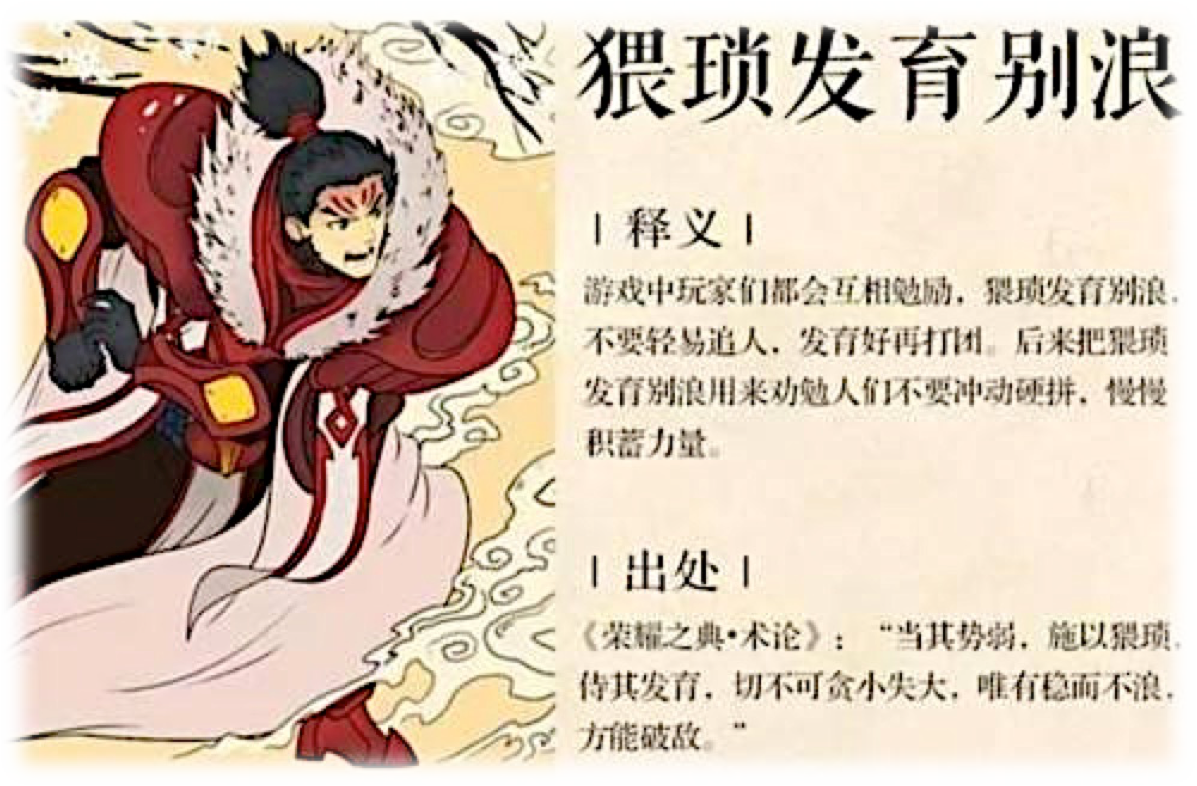 猥琐发育别浪
| 释义 |
游戏中玩家们都会互相勉励，猥琐发育别浪，
不要轻易追人，发育好再打团。后来把猥琐
发育别浪用来劝勉人们不要冲动硬拼，慢慢
积蓄力量。
| 出处 |
《荣耀之典•术论》：“当其势弱，施以猥琐，
侍其发育，切不可贪小失大，唯有稳而不浪，
方能破敌。”